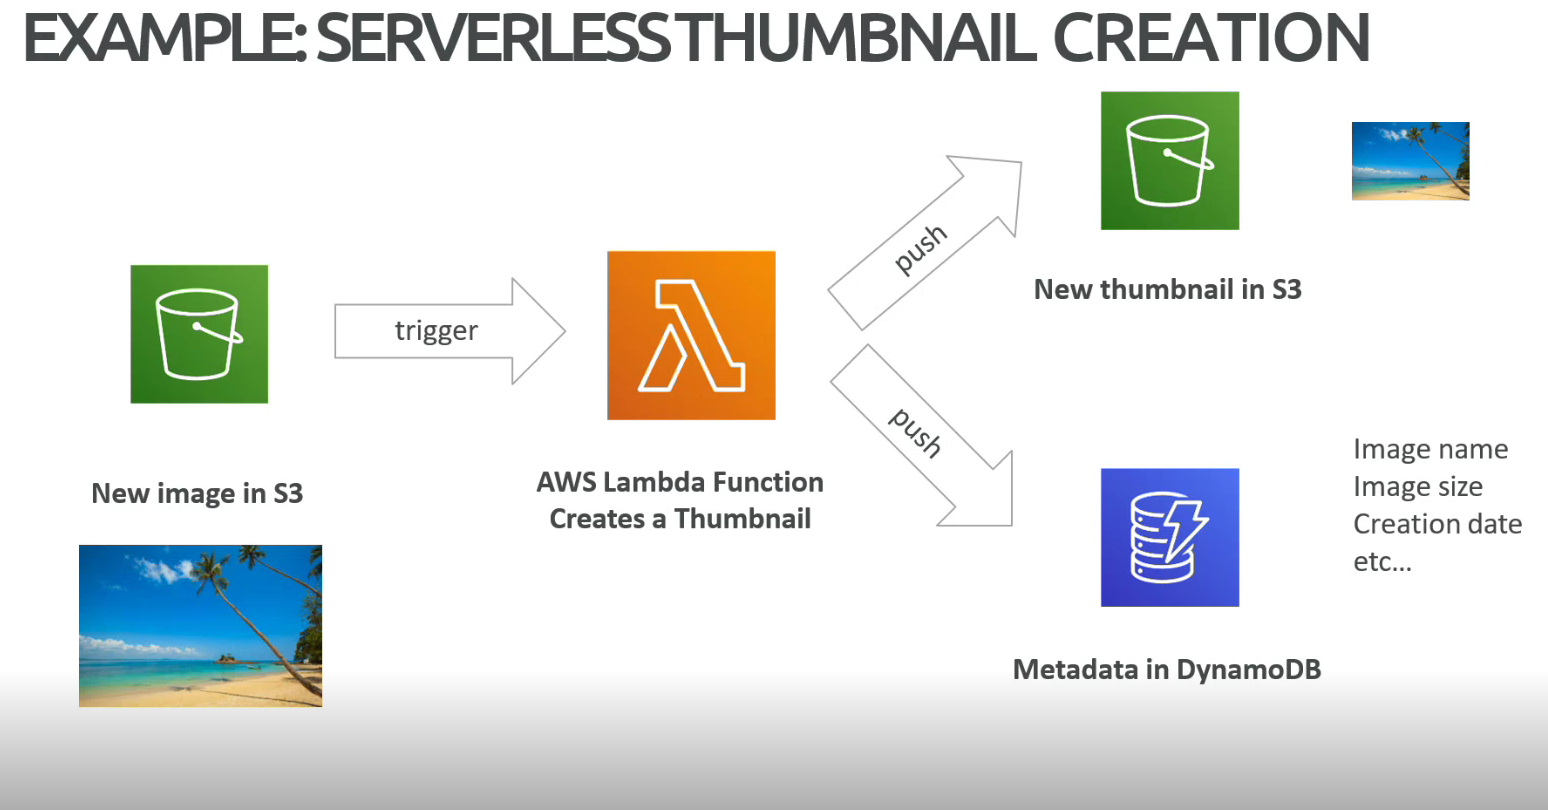 EXAMPLE: SERVERLESS THUMBNAIL CREATION
New image in S3
trigger
AWS Lambda Function
Creates a Thumbnail
push
New thumbnail in S3
push
Metadata in DynamoDB
Image name
Image size
Creation date
etc...